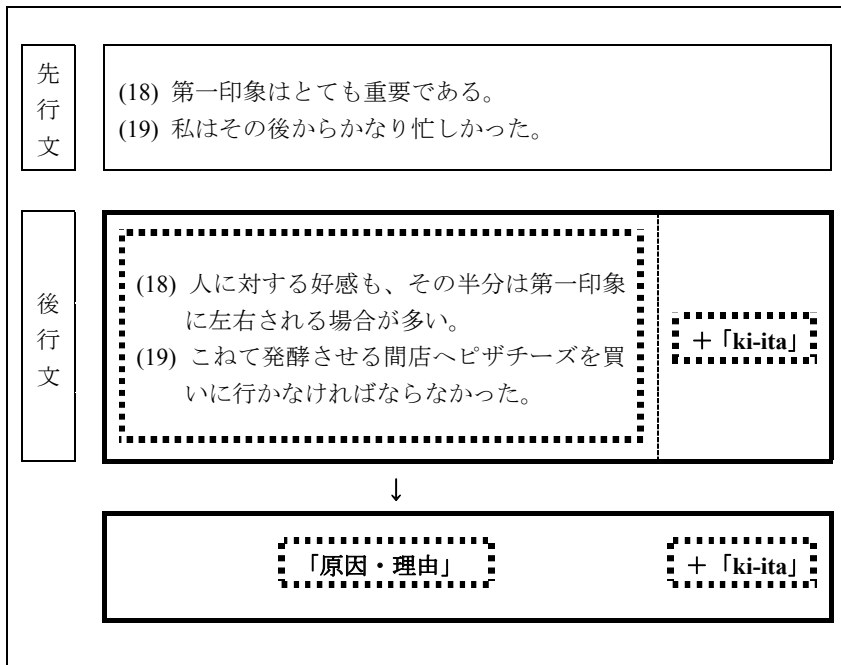 先行文
(18) 第一印象はとても重要である。
(19) 私はその後からかなり忙しかった。
後行文
(18) 人に対する好感も、その半分は第一印象
に左右される場合が多い。
(19) こねて発酵させる間店へピザチーズを買
いに行かなければならなかった。
+「ki-ita」
↓
「原因・理由」
+「ki-ita」